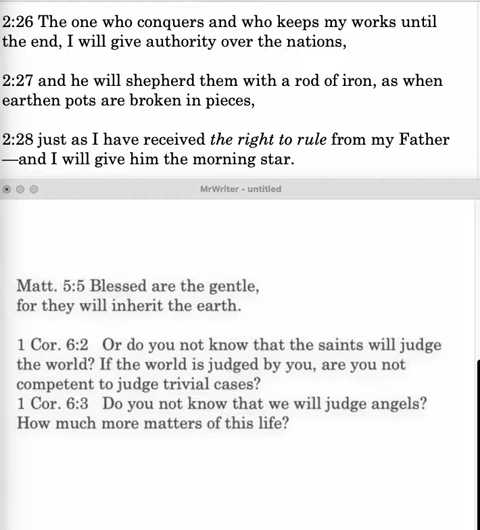 2:26 The one who conquers and who keeps my works until
the end, I will give authority over the nations,
2:27 and he will shepherd them with a rod of iron, as when
earthen pots are broken in pieces,
2:28 just as I have received the right to rule from my Father
—and I will give him the morning star.
MrWriter - untitled
Matt. 5:5 Blessed are the gentle,
for they will inherit the earth.
1 Cor. 6:2 Or do you not know that the saints will judge
the world? If the world is judged by you, are you not
competent to judge trivial cases?
1 Cor. 6:3 Do you not know that we will judge angels?
How much more matters of this life?